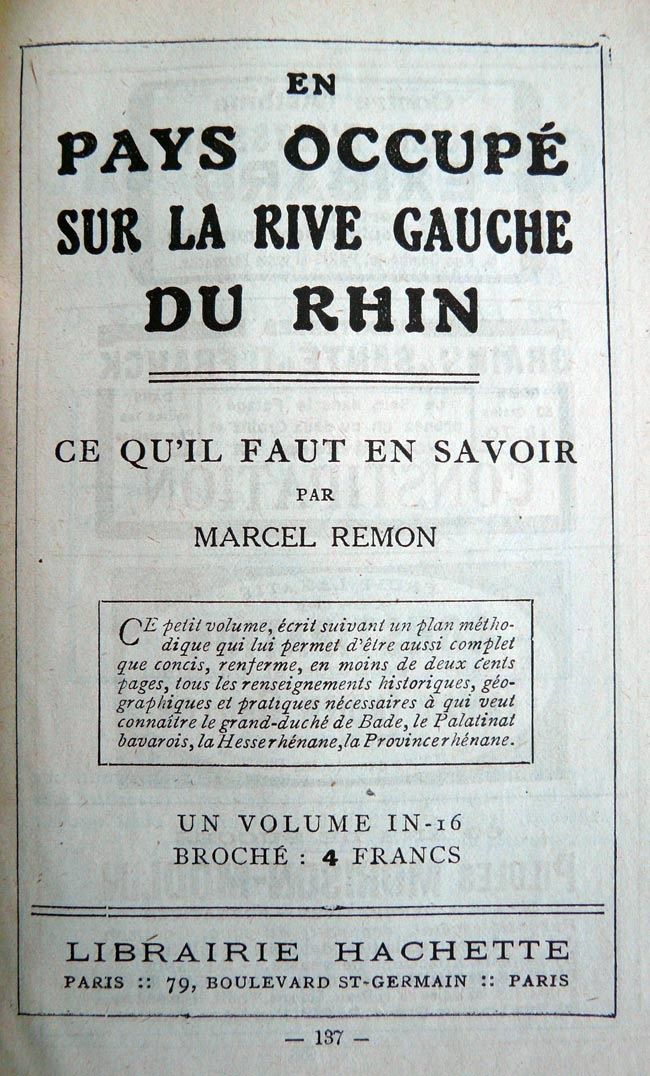 EN
PAYS OCCUPÉ
SUR LA RIVE GAUCHE
DU RHIN
CE QU'IL FAUT EN SAVOIR
PAR
MARCEL REMON
CE petit volume, écrit suivant un plan métho-
dique qui lui permet d'être aussi complet
que concis, renferme, en moins de deux cents
pages, tous les renseignements historiques, géo-
graphiques et pratiques nécessaires à qui veut
connaître le grand-duché de Bade, le Palatinat
bavarois, la Hesse rhénane, la Province rhénane.
UN VOLUME IN-16
BROCHÉ : 4 FRANCS
LIBRAIRIE HACHETTE
PARIS :: 79, BOULEVARD ST-GERMAIN :: PARIS
— 137 —